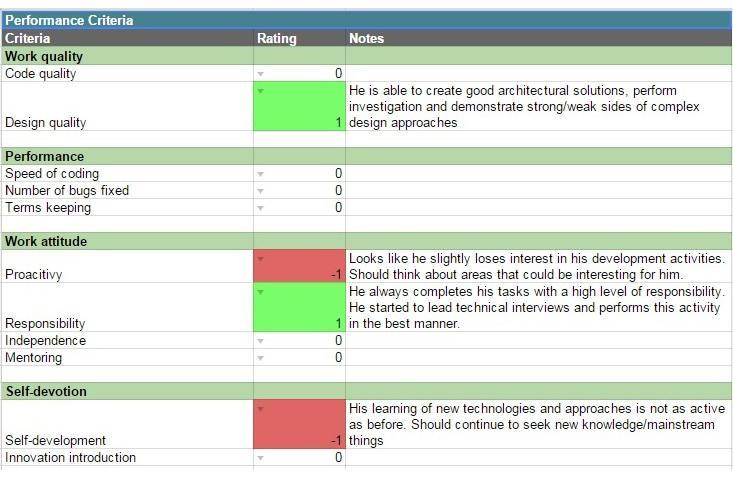 Performance Criteria
Criteria Rating Notes
Work quality
Code quality 0
He is able to create good architectural solutions, perform
investigation and demonstrate strong/weak sides of complex
Design quality 1 design approaches
Performance
Speed of coding 0
Number of bugs fixed 0
Terms keeping 0
Work attitude
Looks like he slightly loses interest in his development activities.
Proacitivy -1 Should think about areas that could be interesting for him.
He always completes his tasks with a high level of responsibility.
He started to lead technical interviews and performs this activity
Responsibility 1 in the best manner.
Independence 0
Mentoring 0
Self-devotion
His learning of new technologies and approaches is not as active
as before. Should continue to seek new knowledge/mainstream
Self-development -1 things
Innovation introduction 0